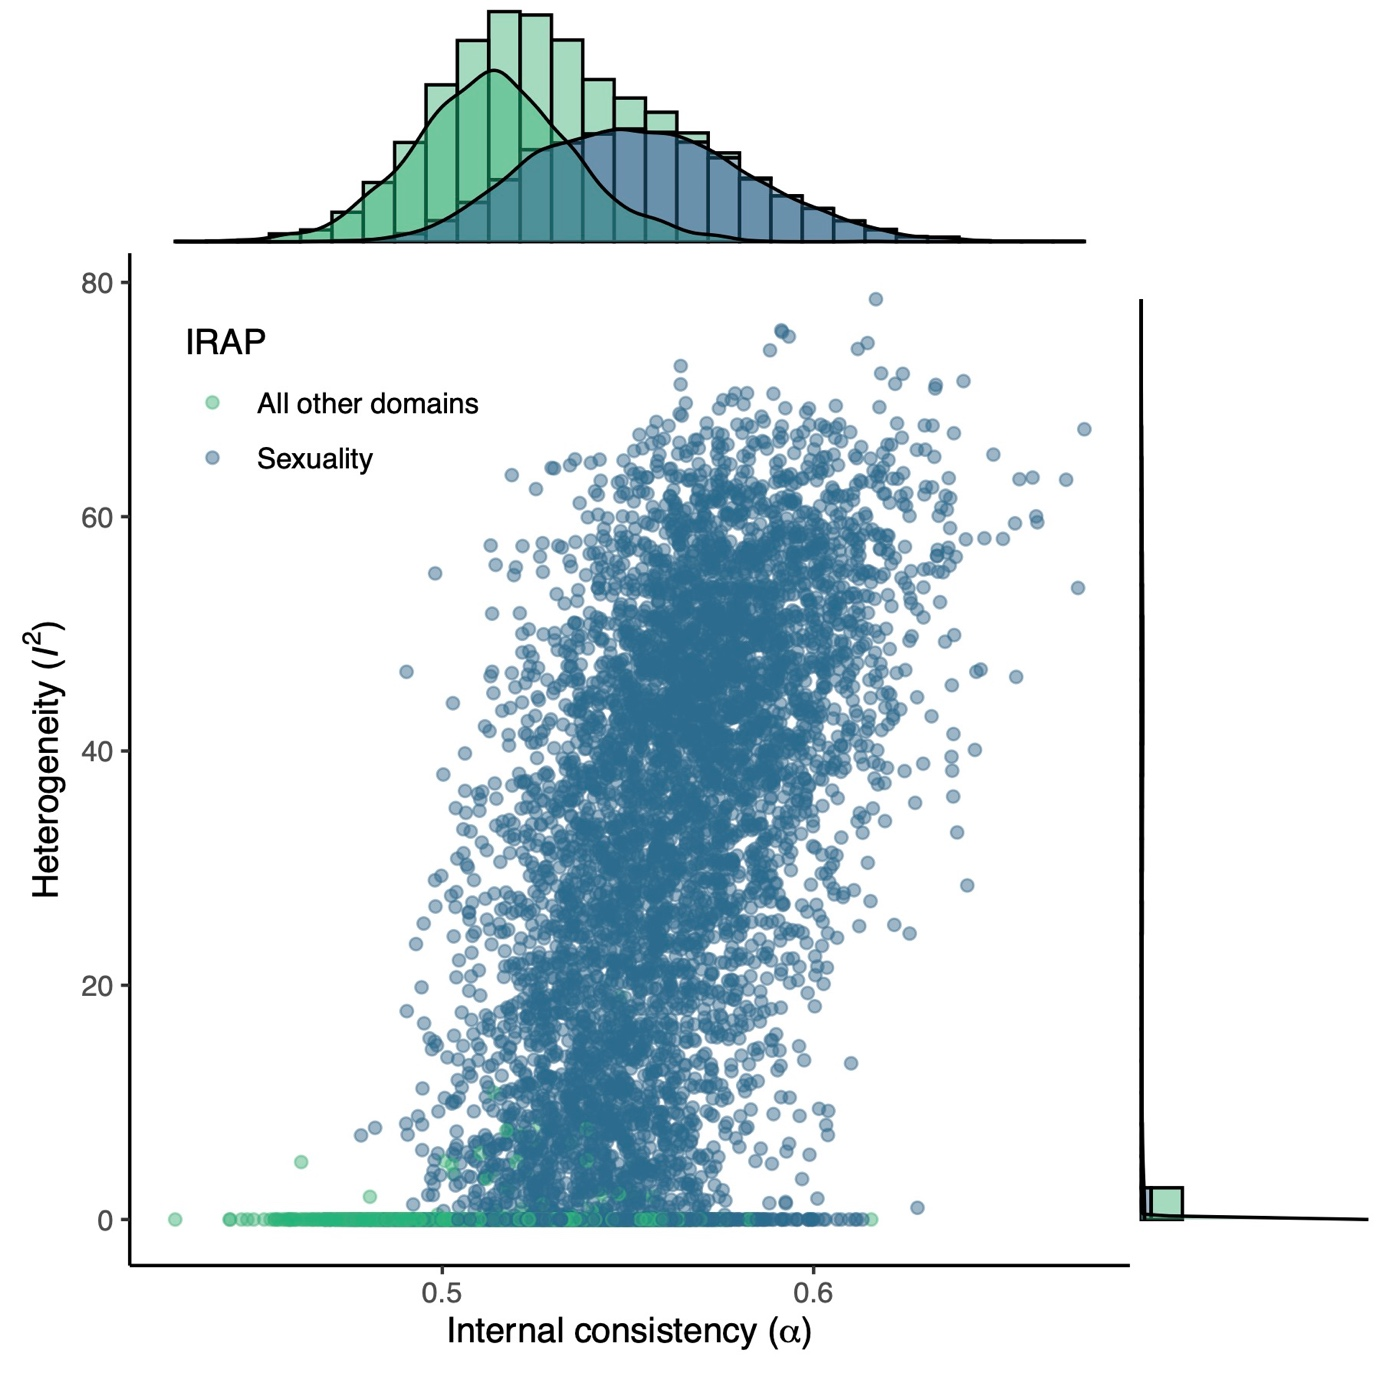 80
IRAP
All other domains
Sexuality
60
40
20
0
Heterogeneity (I²)
0.5
0.6
Internal consistency (α)